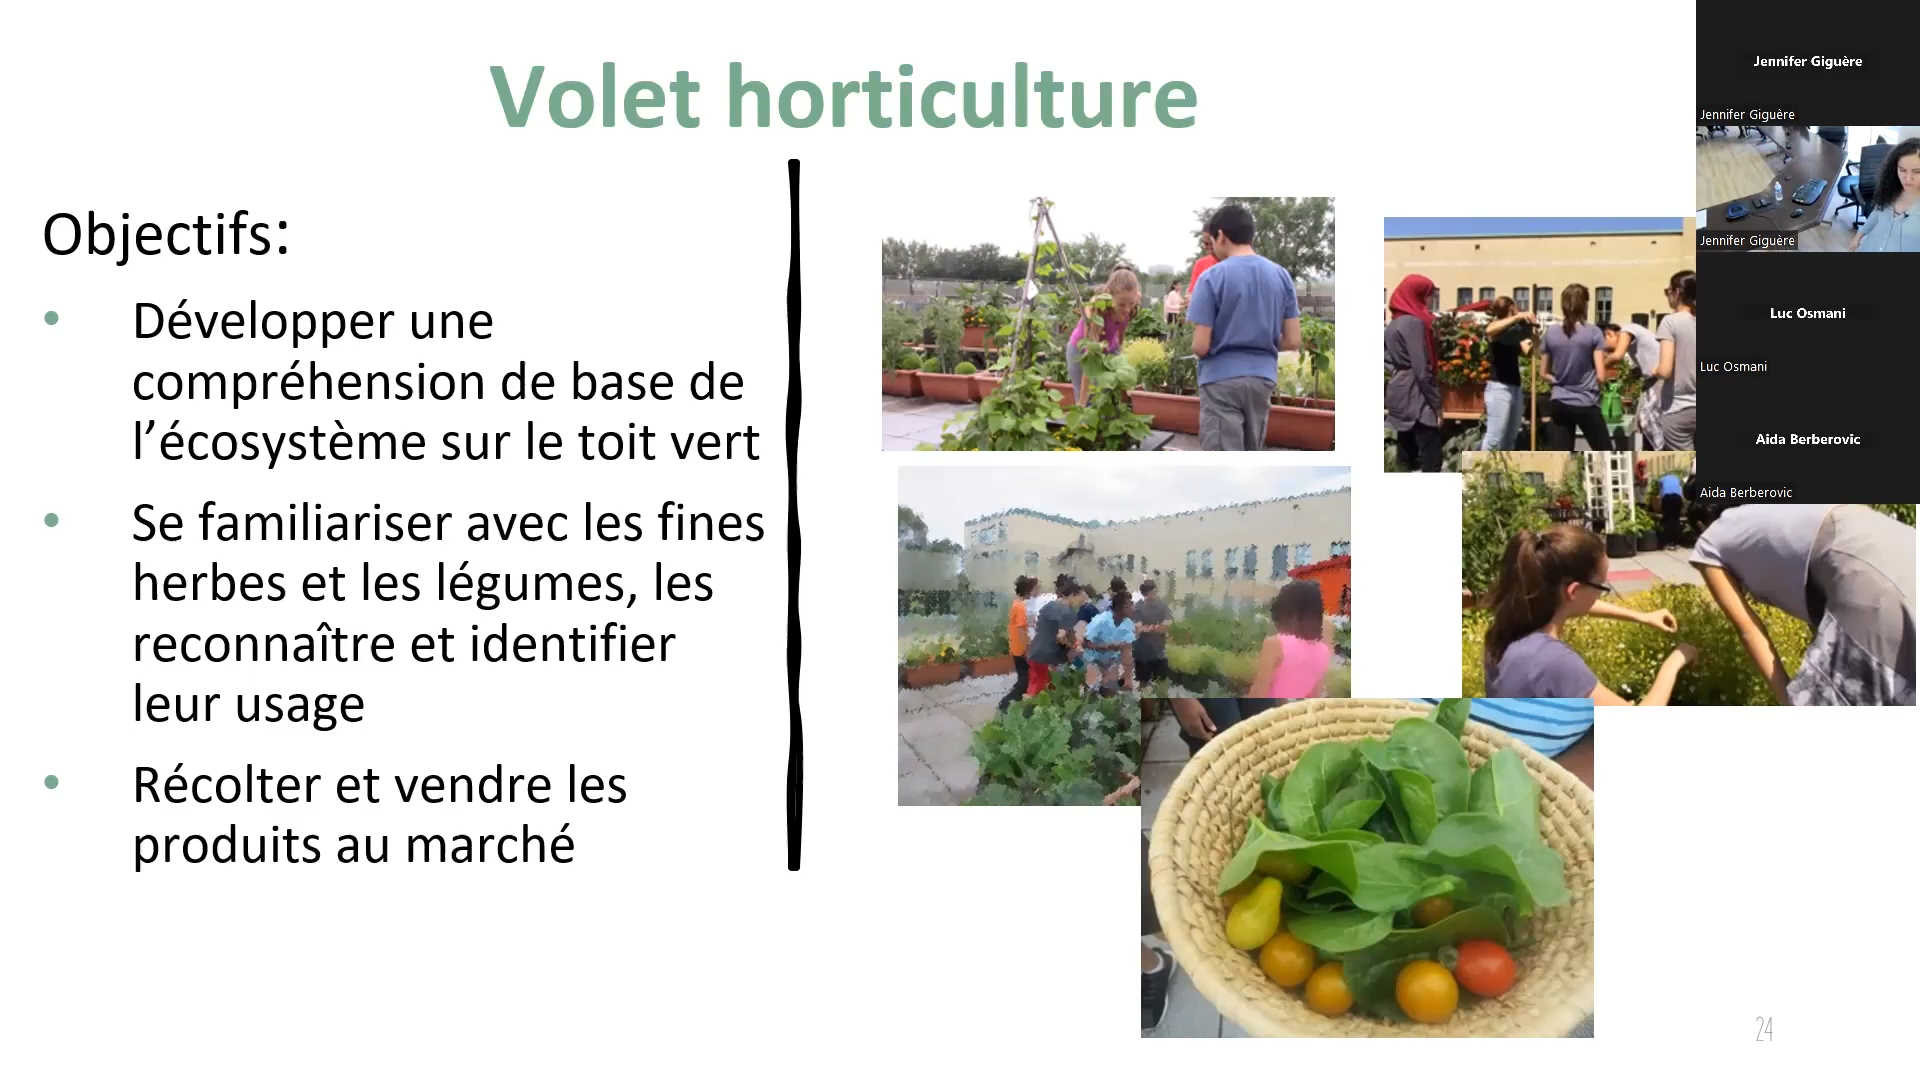 Volet horticulture
Objectifs:
• Développer une
compréhension de base de
l’écosystème sur le toit vert
• Se familiariser avec les fines
herbes et les légumes, les
reconnaître et identifier
leur usage
• Récolter et vendre les
produits au marché
24
Jennifer Giguère
Jennifer Giguère
Jennifer Giguère
Luc Osmani
Luc Osmani
Aida Berberovic
Aida Berberovic